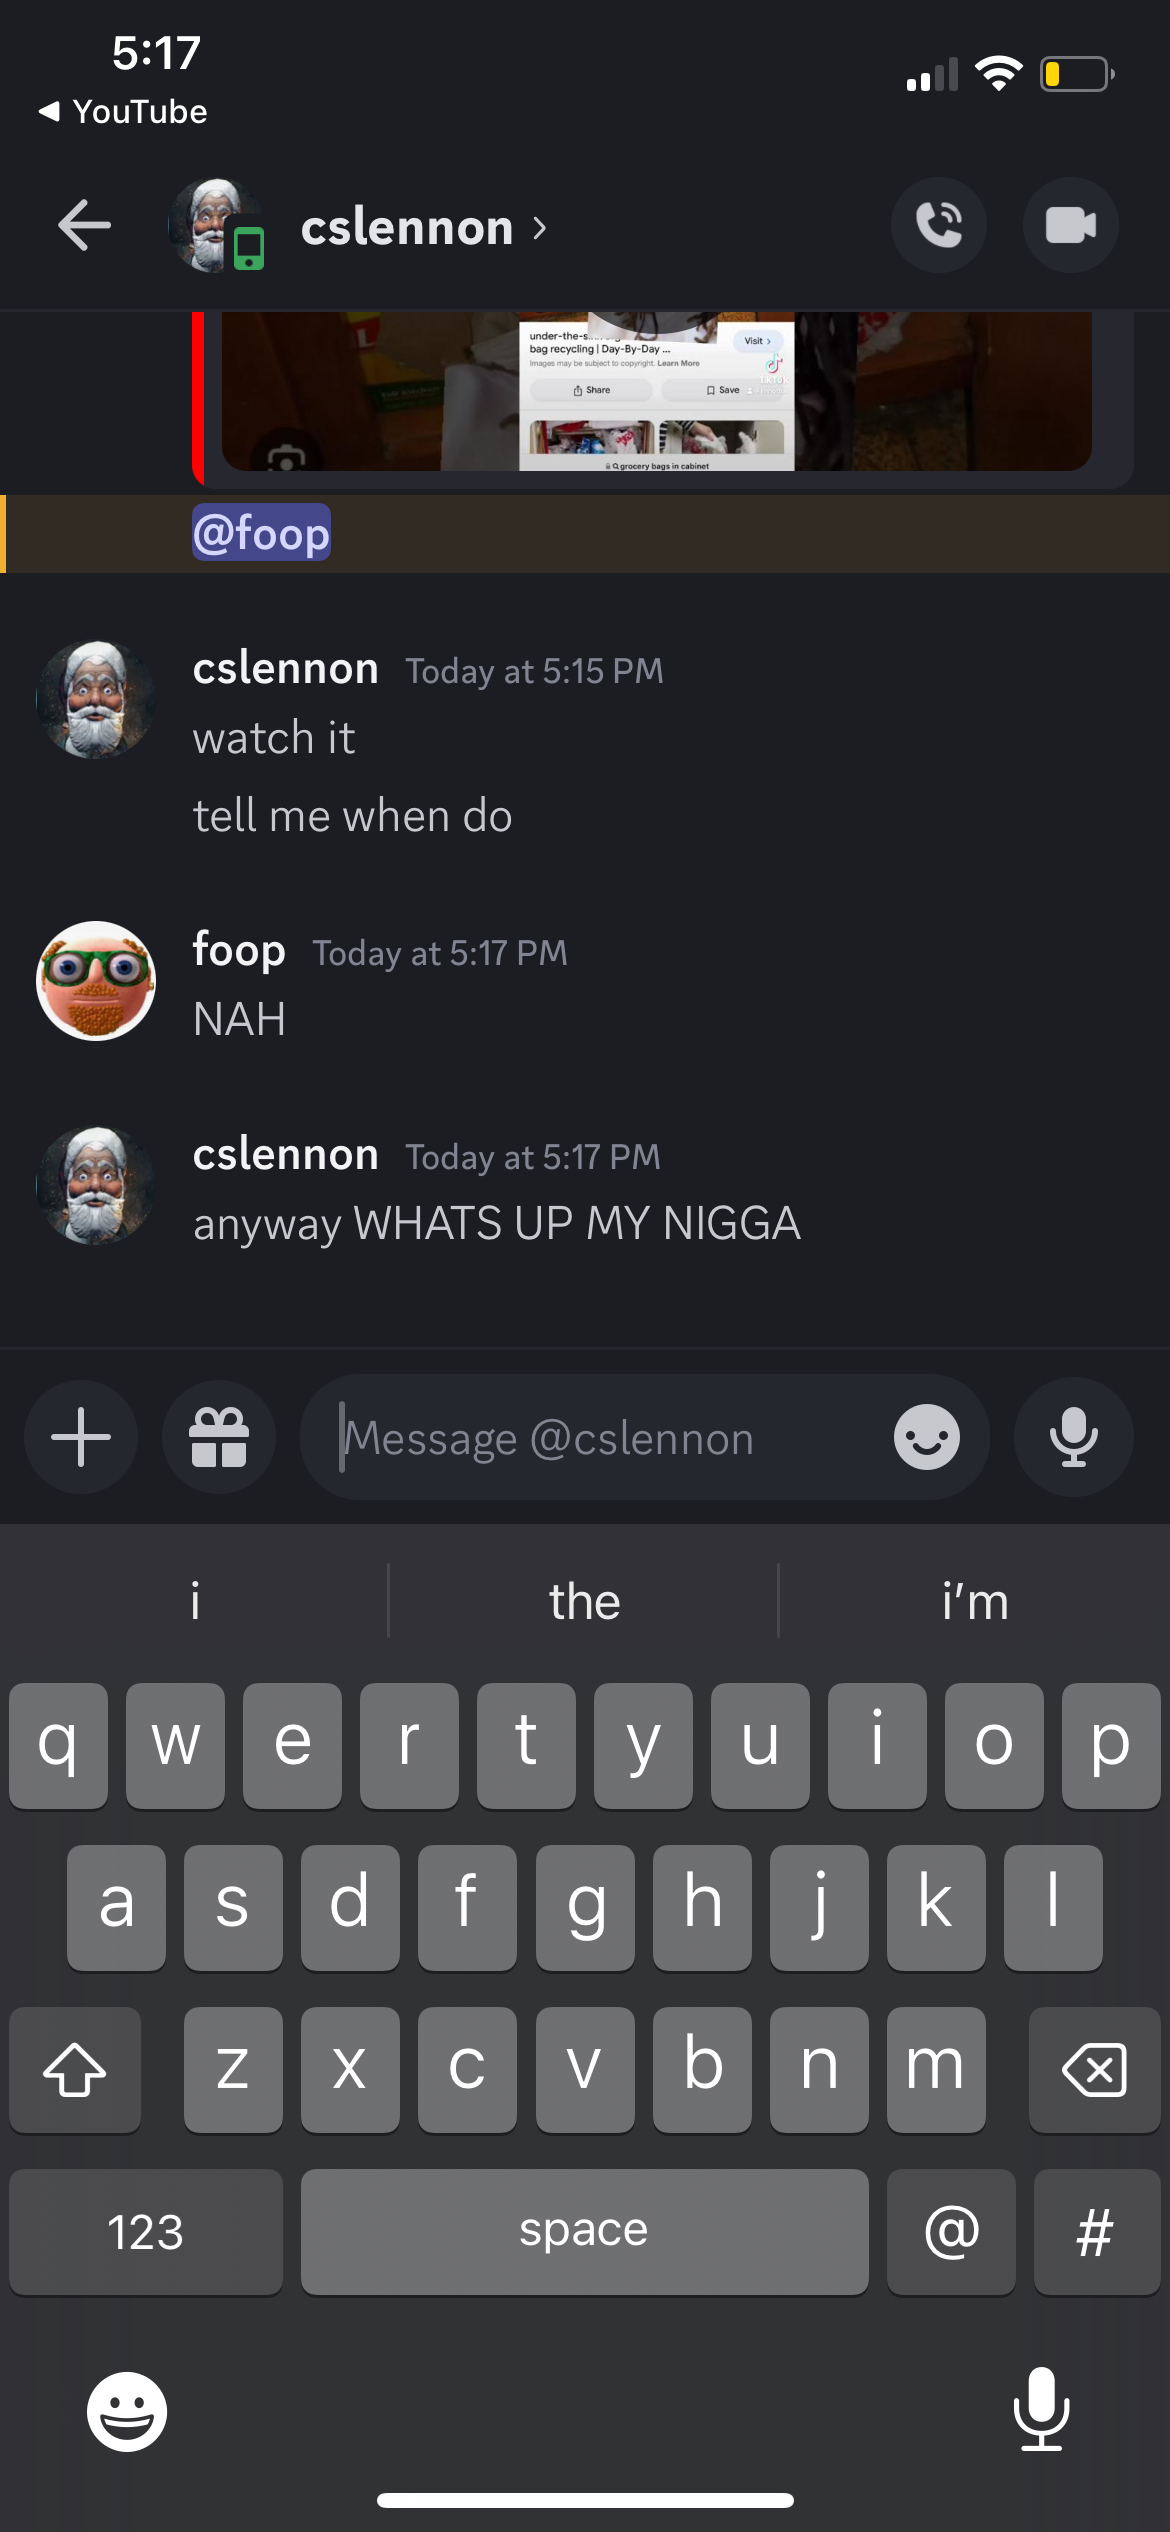 5:17
YouTube
cslennon
bag recycling | Day-By-Day ...
Images may be subject to copyright. Learn More
Visit
TikTok
Share
Save
grocery bags in cabinet
@foop
cslennon Today at 5:15 PM
watch it
tell me when do
foop Today at 5:17 PM
NAH
cslennon Today at 5:17 PM
anyway WHATS UP MY NIGGA
Message @cslennon
i the i'm
q w e r t y u i o p
a s d f g h j k l
z x c v b n m
123 space @ #